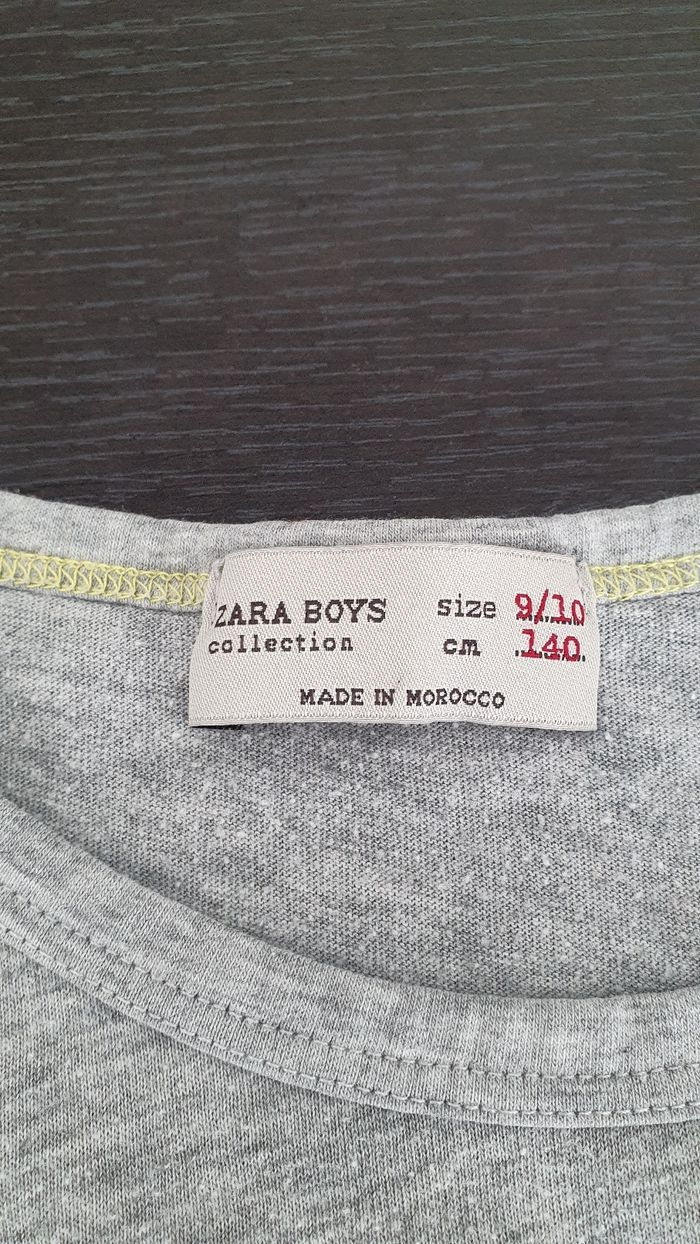 ZARA BOYS size 9/10
collection cm 140
MADE IN MOROCCO